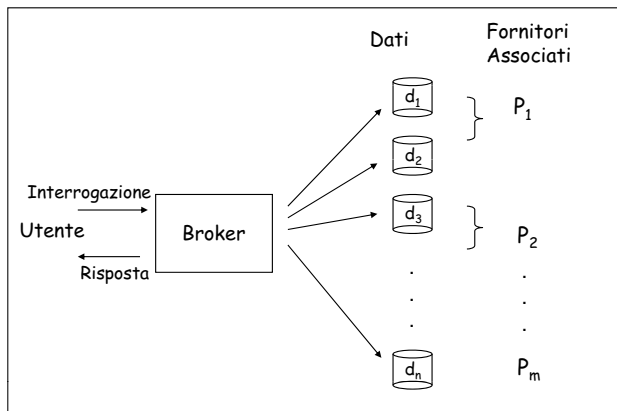 Dati
Fornitori
Associati
d1
P1
d2
Interrogazione
Utente
Broker
Risposta
d3
P2
.
.
.
.
.
.
dn
Pm